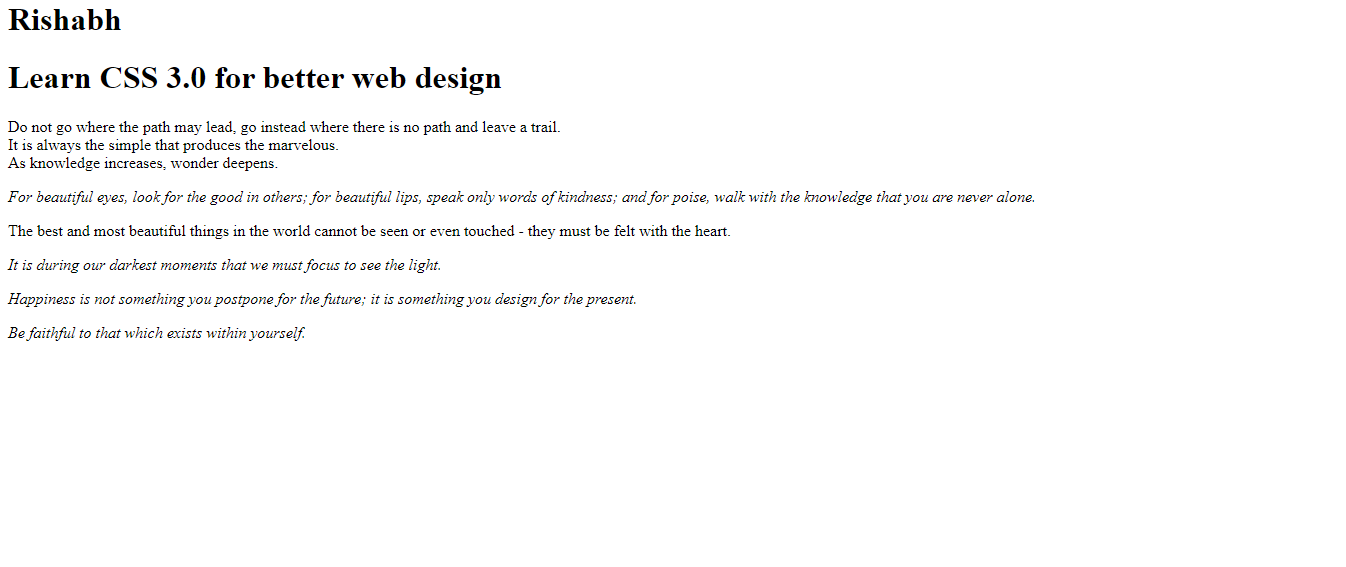 Rishabh
Learn CSS 3.0 for better web design
Do not go where the path may lead, go instead where there is no path and leave a trail.
It is always the simple that produces the marvelous.
As knowledge increases, wonder deepens.
For beautiful eyes, look for the good in others; for beautiful lips, speak only words of kindness; and for poise, walk with the knowledge that you are never alone.
The best and most beautiful things in the world cannot be seen or even touched - they must be felt with the heart.
It is during our darkest moments that we must focus to see the light.
Happiness is not something you postpone for the future; it is something you design for the present.
Be faithful to that which exists within yourself.